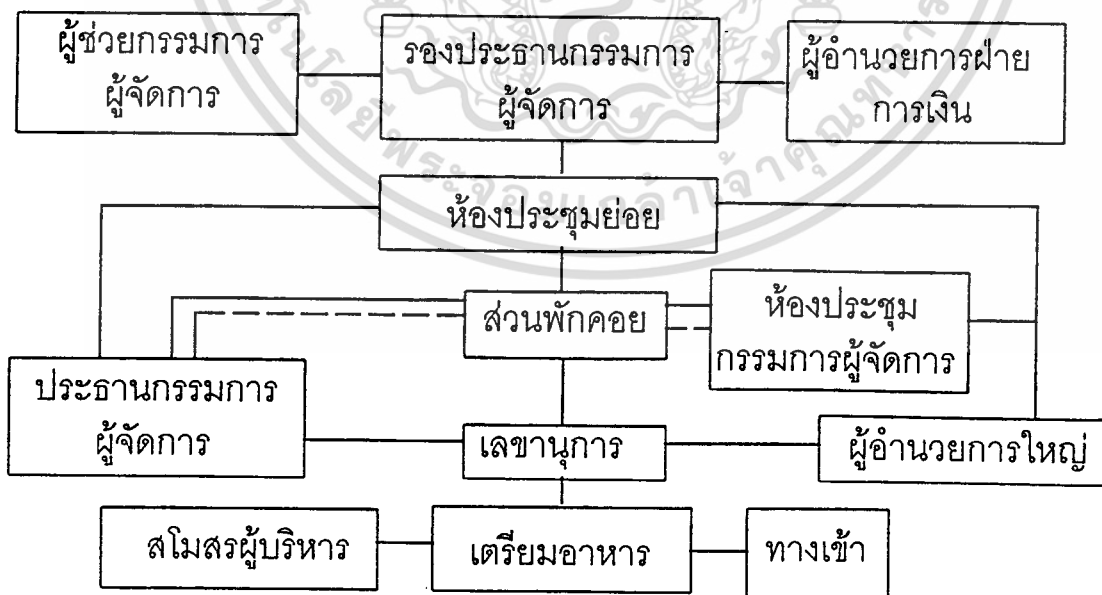 ผู้ช่วยกรรมการ
ผู้จัดการ
รองประธานกรรมการ
ผู้จัดการ
ผู้อำนวยการฝ่าย
การเงิน
ห้องประชุมย่อย
ส่วนพักคอย
ห้องประชุม
กรรมการผู้จัดการ
ประธานกรรมการ
ผู้จัดการ
เลขานุการ
ผู้อำนวยการใหญ่
สโมสรผู้บริหาร
เตรียมอาหาร
ทางเข้า